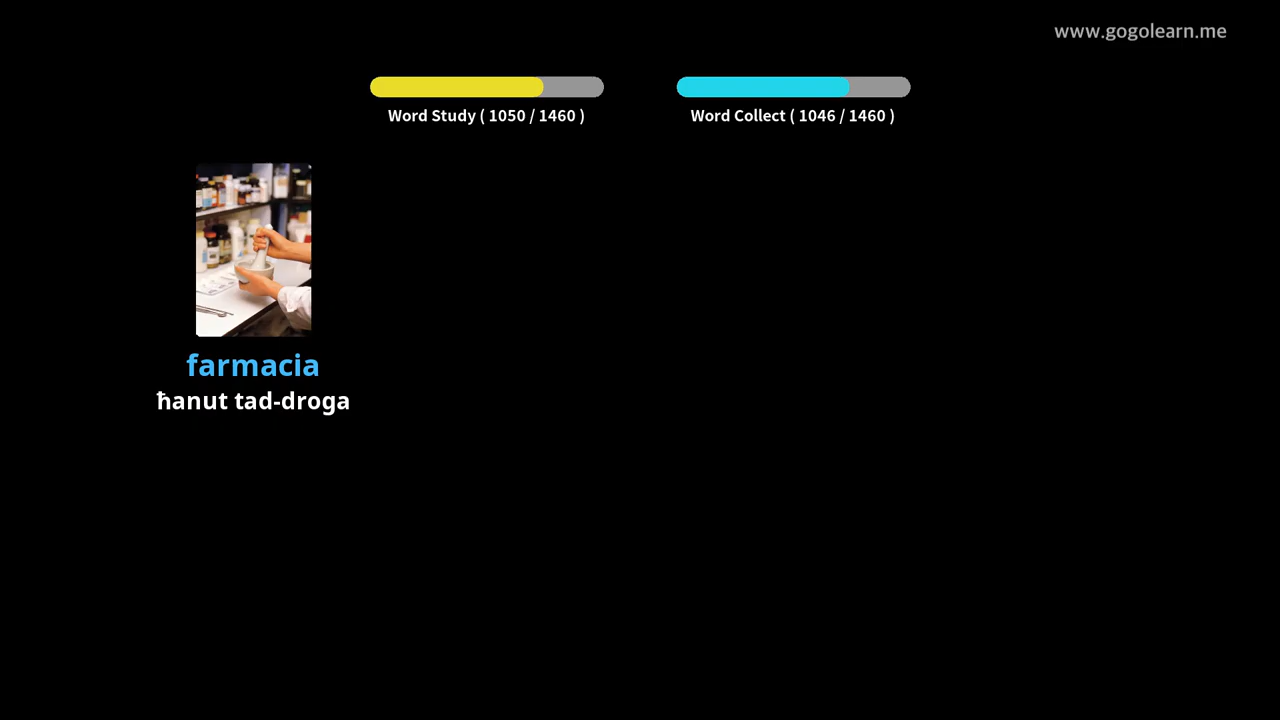 www.gogolearn.me
Word Study ( 1050 / 1460 )
Word Collect ( 1046 / 1460 )
farmacia
ħanut tad-droga